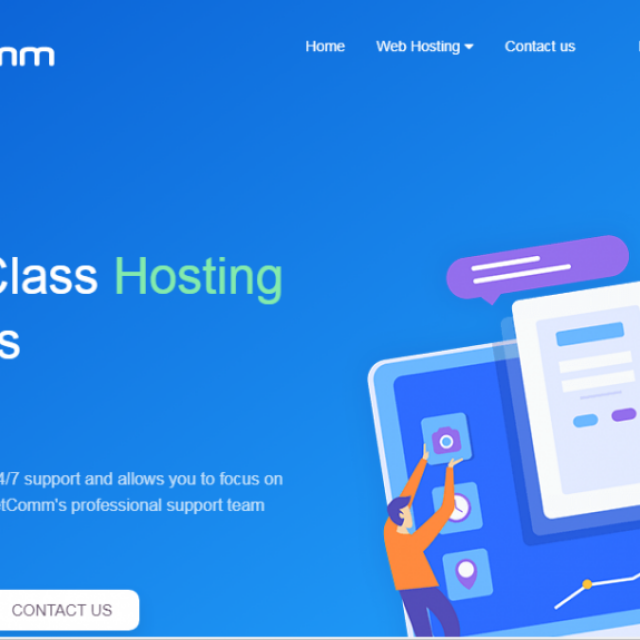 mm
Home Web Hosting Contact us
Class Hosting
s
4/7 support and allows you to focus on
tComm's professional support team
CONTACT US